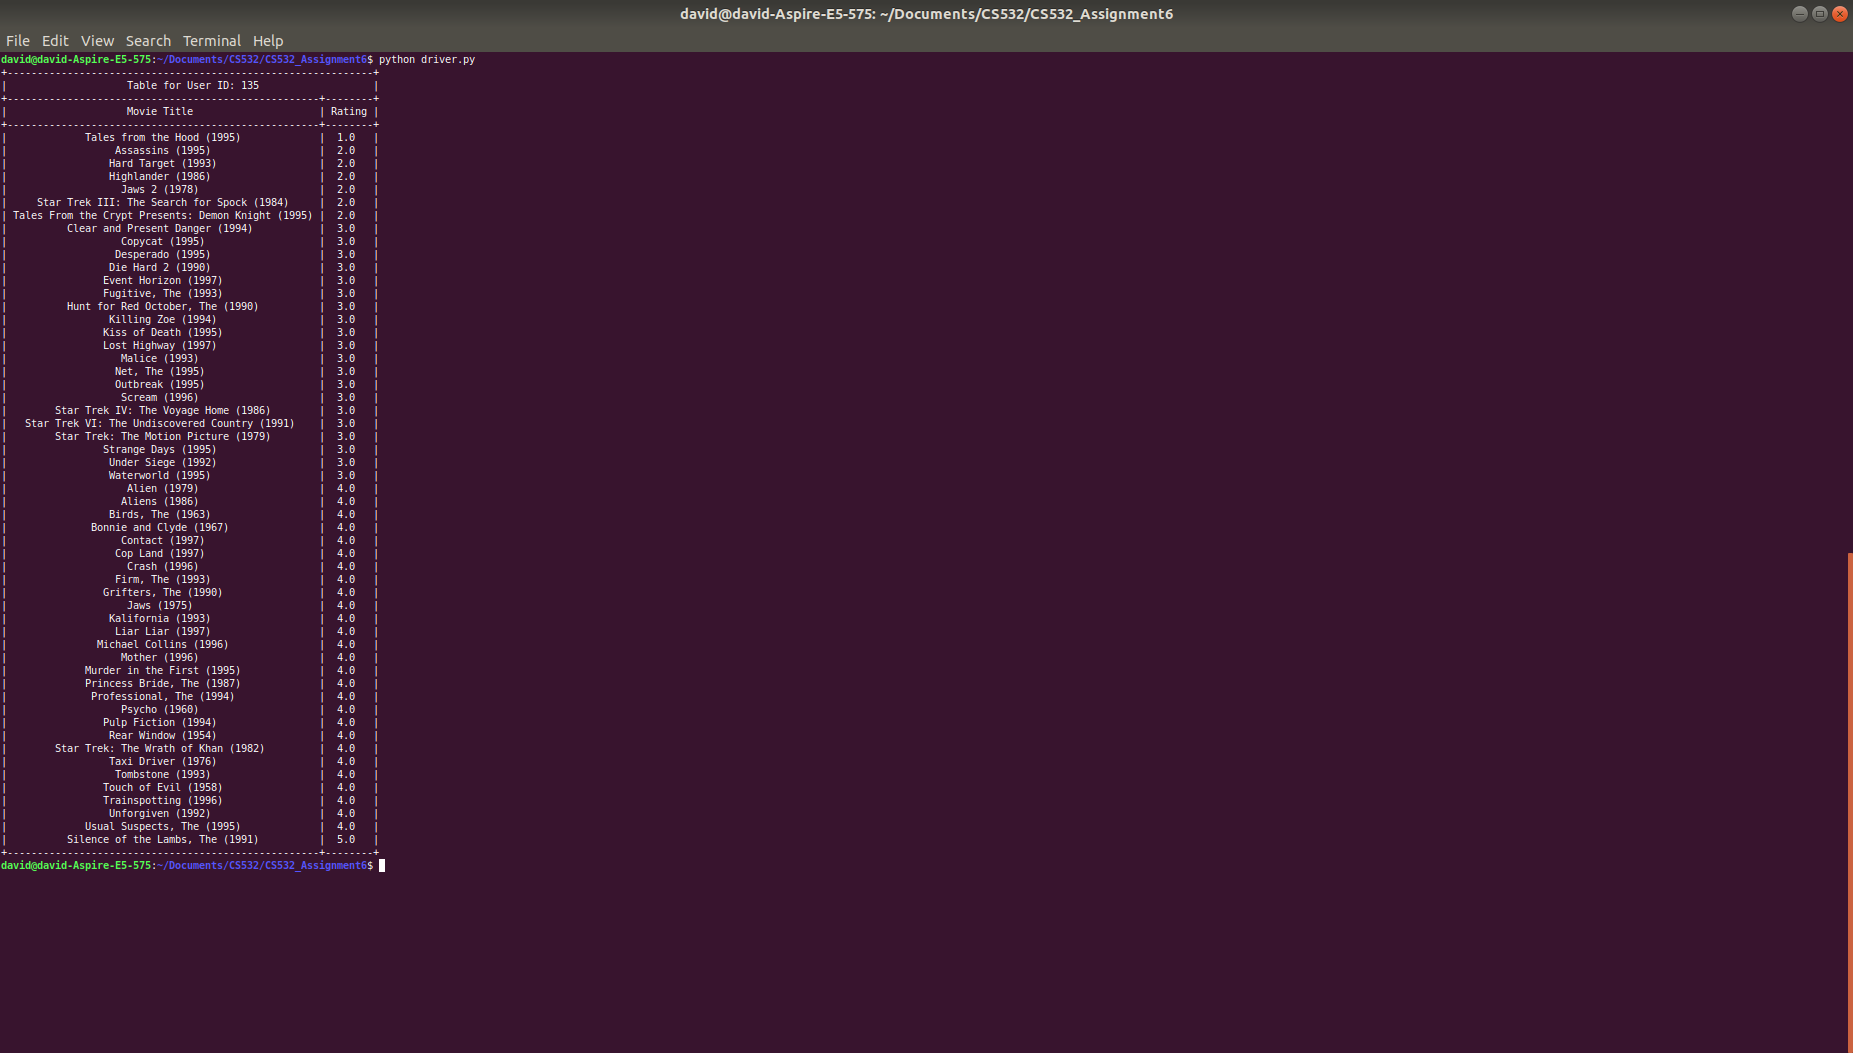 david@david-Aspire-E5-575: ~/Documents/CS532/CS532_Assignment6
File Edit View Search Terminal Help
david@david-Aspire-E5-575:~/Documents/CS532/CS532_Assignment6$ python driver.py
+-------------------------------------------------------------+
| Table for User ID: 135 |
+----------------------------------------------------+--------+
| Movie Title | Rating |
+----------------------------------------------------+--------+
| Tales from the Hood (1995) | 1.0 |
| Assassins (1995) | 2.0 |
| Hard Target (1993) | 2.0 |
| Highlander (1986) | 2.0 |
| Jaws 2 (1978) | 2.0 |
| Star Trek III: The Search for Spock (1984) | 2.0 |
| Tales From the Crypt Presents: Demon Knight (1995) | 2.0 |
| Clear and Present Danger (1994) | 3.0 |
| Copycat (1995) | 3.0 |
| Desperado (1995) | 3.0 |
| Die Hard 2 (1990) | 3.0 |
| Event Horizon (1997) | 3.0 |
| Fugitive, The (1993) | 3.0 |
| Hunt for Red October, The (1990) | 3.0 |
| Killing Zoe (1994) | 3.0 |
| Kiss of Death (1995) | 3.0 |
| Lost Highway (1997) | 3.0 |
| Malice (1993) | 3.0 |
| Net, The (1995) | 3.0 |
| Outbreak (1995) | 3.0 |
| Scream (1996) | 3.0 |
| Star Trek IV: The Voyage Home (1986) | 3.0 |
| Star Trek VI: The Undiscovered Country (1991) | 3.0 |
| Star Trek: The Motion Picture (1979) | 3.0 |
| Strange Days (1995) | 3.0 |
| Under Siege (1992) | 3.0 |
| Waterworld (1995) | 3.0 |
| Alien (1979) | 4.0 |
| Aliens (1986) | 4.0 |
| Birds, The (1963) | 4.0 |
| Bonnie and Clyde (1967) | 4.0 |
| Contact (1997) | 4.0 |
| Cop Land (1997) | 4.0 |
| Crash (1996) | 4.0 |
| Firm, The (1993) | 4.0 |
| Grifters, The (1990) | 4.0 |
| Jaws (1975) | 4.0 |
| Kalifornia (1993) | 4.0 |
| Liar Liar (1997) | 4.0 |
| Michael Collins (1996) | 4.0 |
| Mother (1996) | 4.0 |
| Murder in the First (1995) | 4.0 |
| Princess Bride, The (1987) | 4.0 |
| Professional, The (1994) | 4.0 |
| Psycho (1960) | 4.0 |
| Pulp Fiction (1994) | 4.0 |
| Rear Window (1954) | 4.0 |
| Star Trek: The Wrath of Khan (1982) | 4.0 |
| Taxi Driver (1976) | 4.0 |
| Tombstone (1993) | 4.0 |
| Touch of Evil (1958) | 4.0 |
| Trainspotting (1996) | 4.0 |
| Unforgiven (1992) | 4.0 |
| Usual Suspects, The (1995) | 4.0 |
| Silence of the Lambs, The (1991) | 5.0 |
+----------------------------------------------------+--------+
david@david-Aspire-E5-575:~/Documents/CS532/CS532_Assignment6$